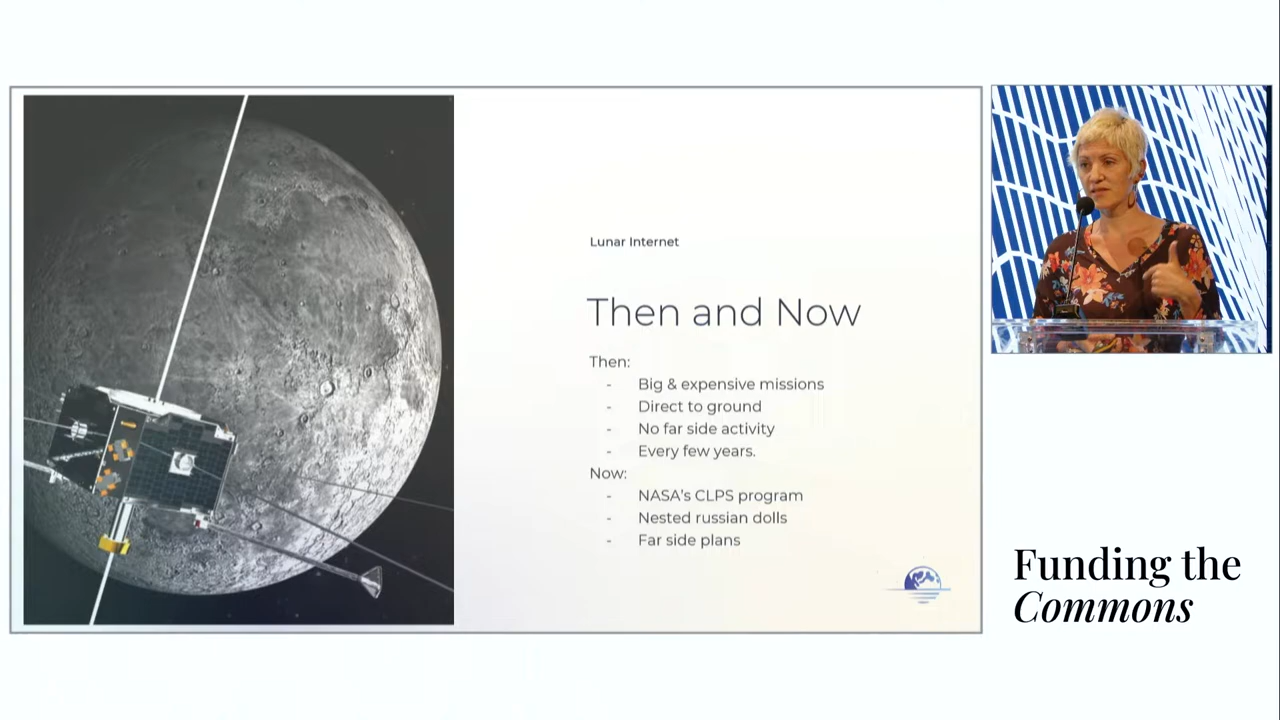 Lunar Internet
Then and Now
Then:
- Big & expensive missions
- Direct to ground
- No far side activity
- Every few years.
Now:
- NASA's CLPS program
- Nested russian dolls
- Far side plans
Funding the
Commons